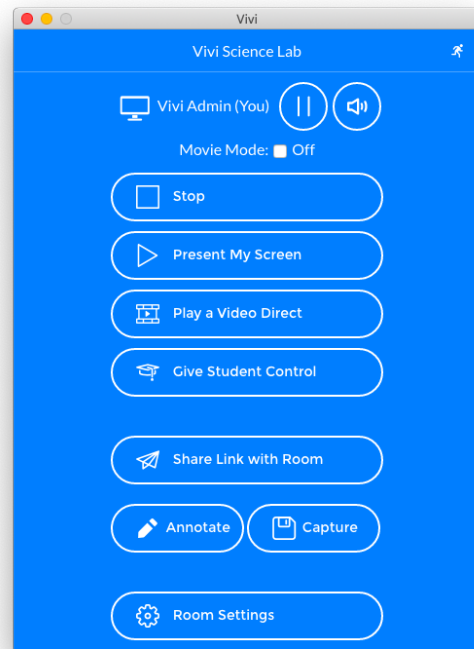 Vivi
Vivi Science Lab
Vivi Admin (You)
Movie Mode: Off
Stop
Present My Screen
Play a Video Direct
Give Student Control
Share Link with Room
Annotate Capture
Room Settings